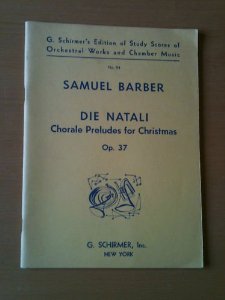 G. Schirmer's Edition of Study Scores of
Orchestral Works and Chamber Music
SAMUEL BARBER
DIE NATALI
Chorale Preludes for Christmas
Op. 37
G. SCHIRMER, Inc.
NEW YORK